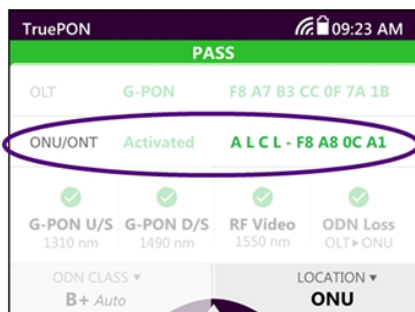 TruePON 09:23 AM
PASS
OLT G-PON F8 A7 B3 CC 0F 7A 1B
ONU/ONT Activated A L C L - F8 A8 0C A1
G-PON U/S G-PON D/S RF Video ODN Loss
1310 nm 1490 nm 1550 nm OLT ▸ ONU
ODN CLASS ▾ LOCATION ▾
B+ Auto ONU